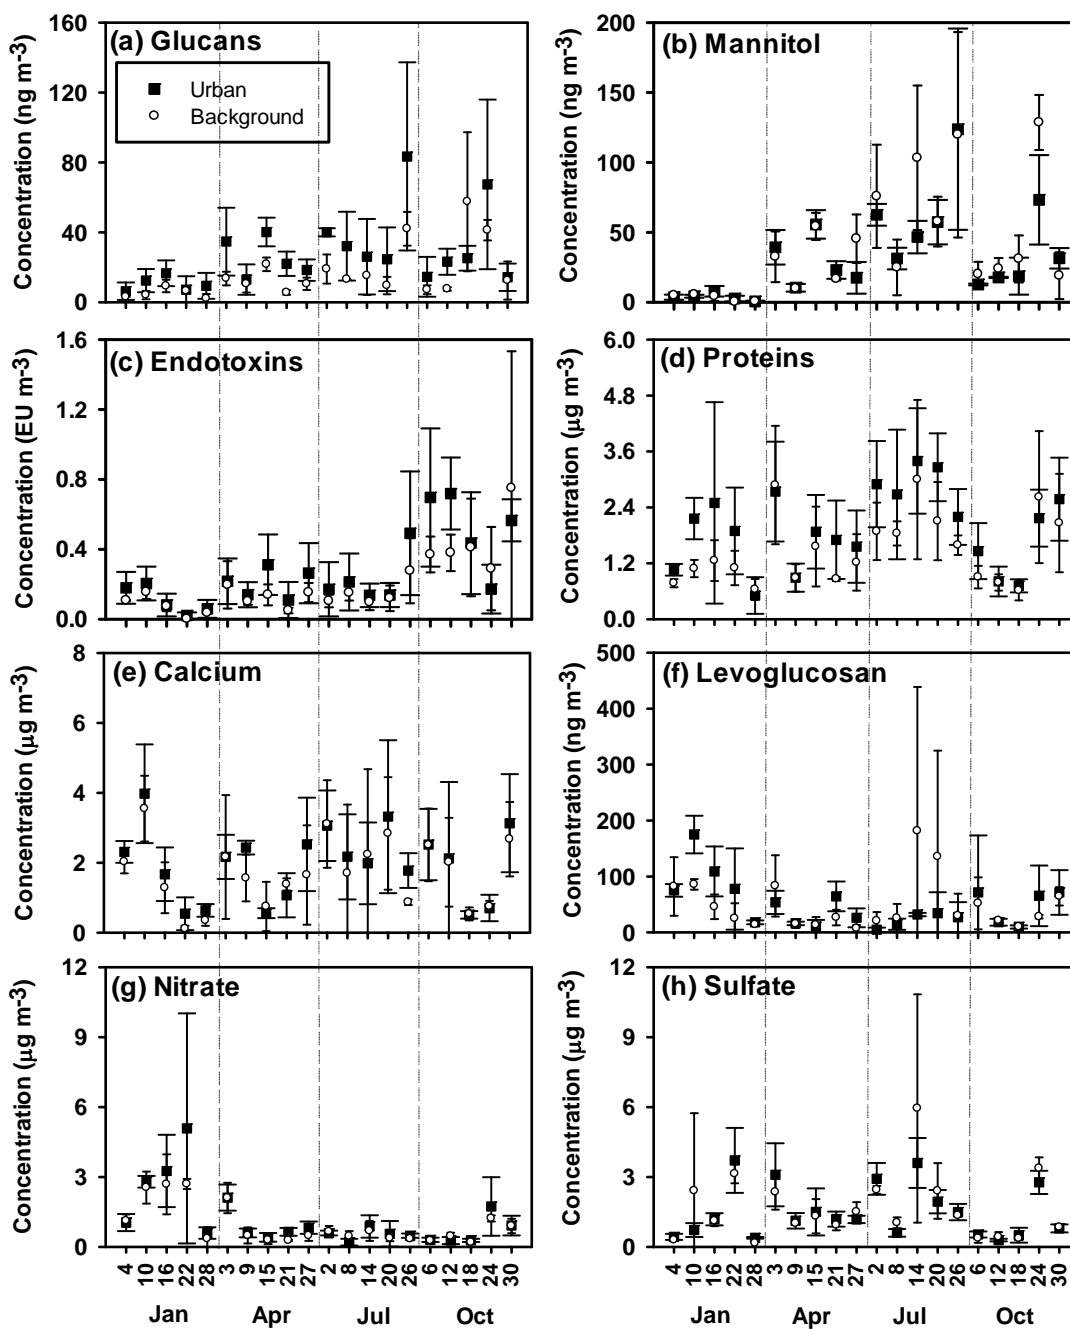 (a) Glucans
Concentration (ng m-3)
160
120
80
40
0
Urban
Background
(b) Mannitol
Concentration (ng m-3)
200
150
100
50
0
(c) Endotoxins
Concentration (EU m-3)
1.6
1.2
0.8
0.4
0.0
(d) Proteins
Concentration (µg m-3)
6.0
4.8
3.6
2.4
1.2
0.0
(e) Calcium
Concentration (µg m-3)
8
6
4
2
0
(f) Levoglucosan
Concentration (ng m-3)
500
400
300
200
100
0
(g) Nitrate
Concentration (µg m-3)
12
9
6
3
0
(h) Sulfate
Concentration (µg m-3)
12
9
6
3
0
4 10 16 22 28 3 9 15 21 27 2 8 14 20 26 6 12 18 24 30
Jan Apr Jul Oct
4 10 16 22 28 3 9 15 21 27 2 8 14 20 26 6 12 18 24 30
Jan Apr Jul Oct